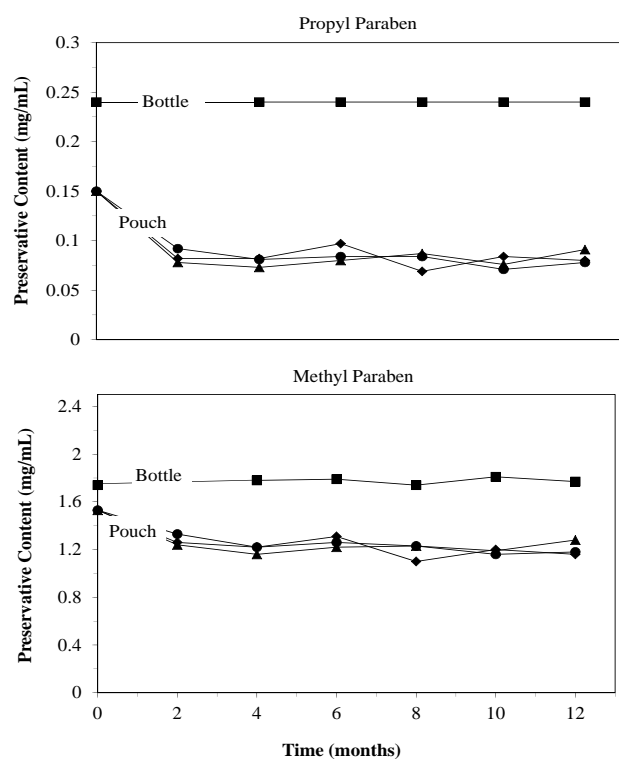 Propyl Paraben
0.3
0.25
0.2
0.15
0.1
0.05
0
Preservative Content (mg/mL)
Bottle
Pouch
Methyl Paraben
2.4
2
1.6
1.2
0.8
0.4
0
Preservative Content (mg/mL)
Bottle
Pouch
0 2 4 6 8 10 12
Time (months)